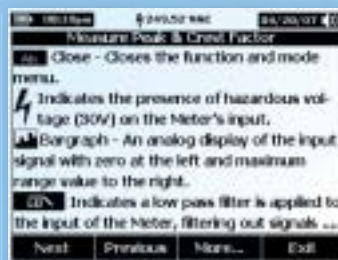 Measure Peak & Crest Factor
Close - Closes the function and mode
menu.
Indicates the presence of hazardous vol-
tage (30V) on the Meter's input.
Bargraph - An analog display of the input
signal with zero at the left and maximum
range value to the right.
Indicates a low pass filter is applied to
the input of the Meter, filtering out signals ...
Next Previous More... Exit